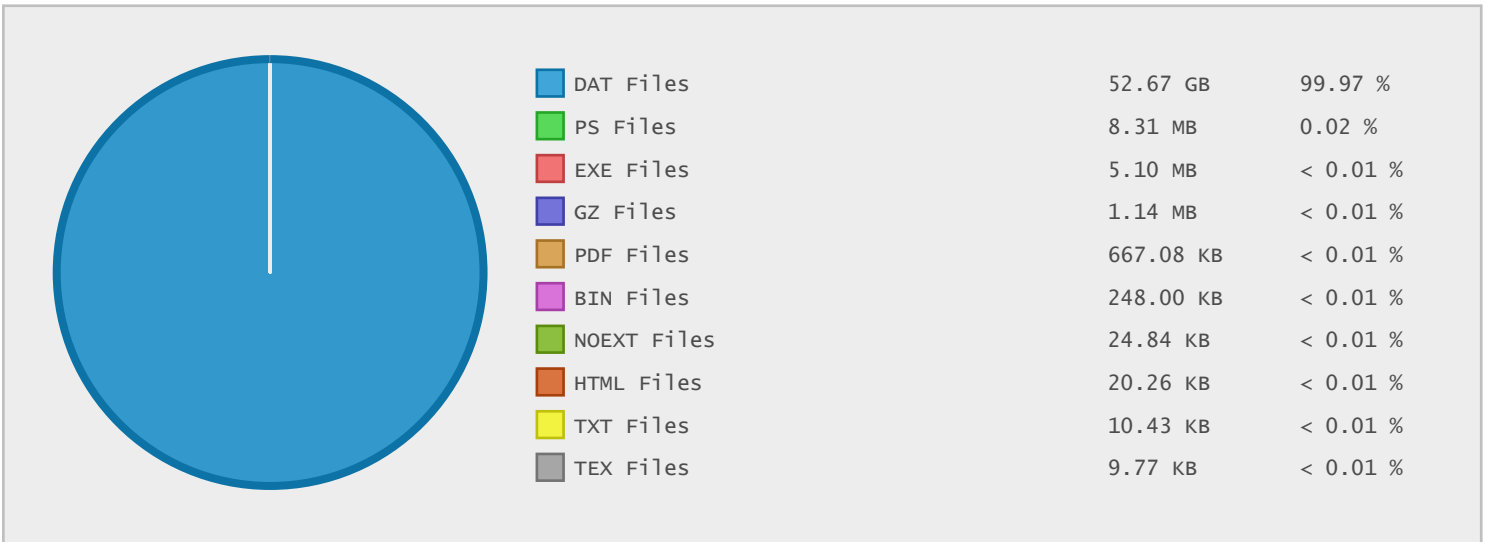 DAT Files 52.67 GB 99.97 %
PS Files 8.31 MB 0.02 %
EXE Files 5.10 MB < 0.01 %
GZ Files 1.14 MB < 0.01 %
PDF Files 667.08 KB < 0.01 %
BIN Files 248.00 KB < 0.01 %
NOEXT Files 24.84 KB < 0.01 %
HTML Files 20.26 KB < 0.01 %
TXT Files 10.43 KB < 0.01 %
TEX Files 9.77 KB < 0.01 %